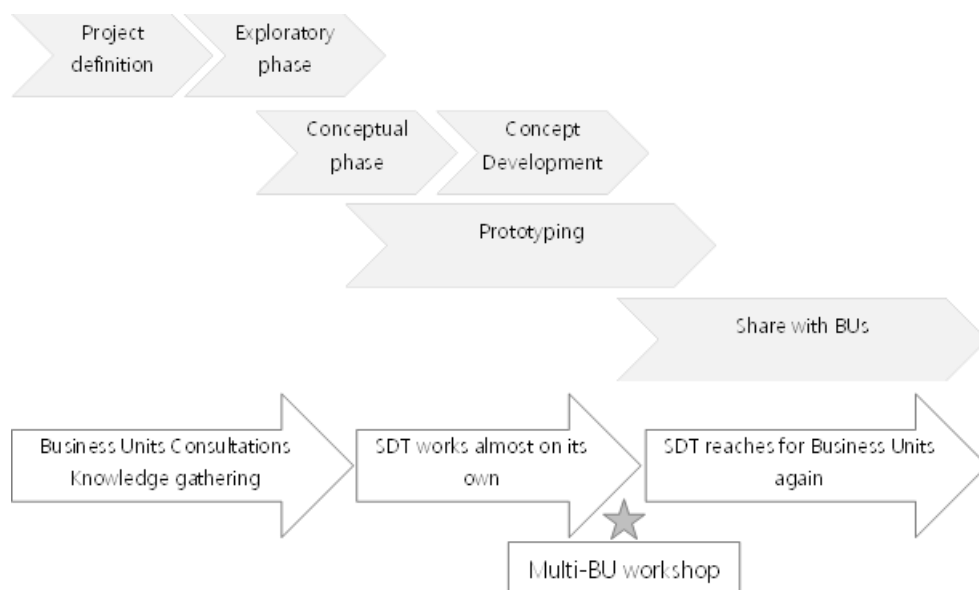 Project
definition
Exploratory
phase
Conceptual
phase
Concept
Development
Prototyping
Share with BUs
Business Units Consultations
Knowledge gathering
SDT works almost on its
own
SDT reaches for Business Units
again
Multi-BU workshop